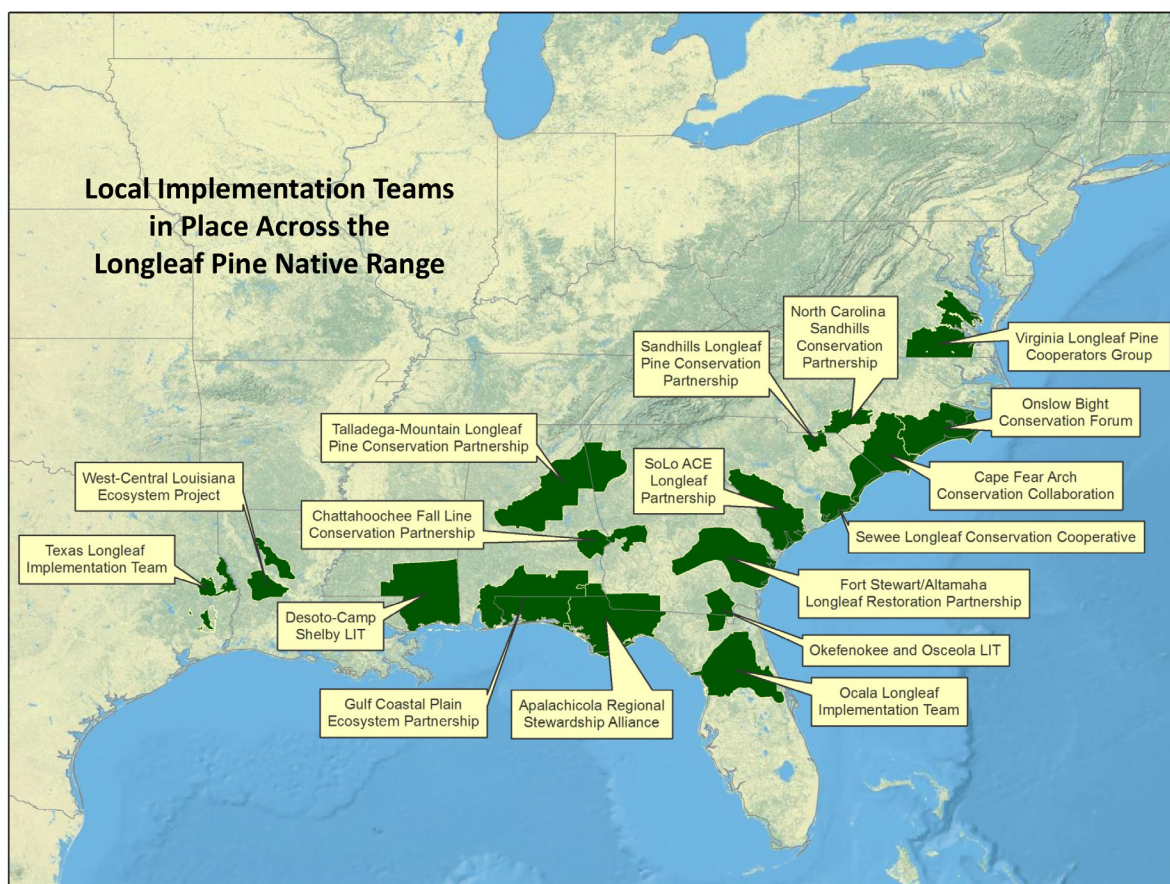 Local Implementation Teams
in Place Across the
Longleaf Pine Native Range
North Carolina
Sandhills
Conservation
Partnership
Sandhills Longleaf
Pine Conservation
Partnership
Virginia Longleaf Pine
Cooperators Group
Onslow Bight
Conservation Forum
Talladega-Mountain Longleaf
Pine Conservation Partnership
SoLo ACE
Longleaf
Partnership
Cape Fear Arch
Conservation Collaboration
West-Central Louisiana
Ecosystem Project
Chattahoochee Fall Line
Conservation Partnership
Sewee Longleaf Conservation Cooperative
Texas Longleaf
Implementation Team
Fort Stewart/Altamaha
Longleaf Restoration Partnership
Desoto-Camp
Shelby LIT
Okefenokee and Osceola LIT
Gulf Coastal Plain
Ecosystem Partnership
Apalachicola Regional
Stewardship Alliance
Ocala Longleaf
Implementation Team